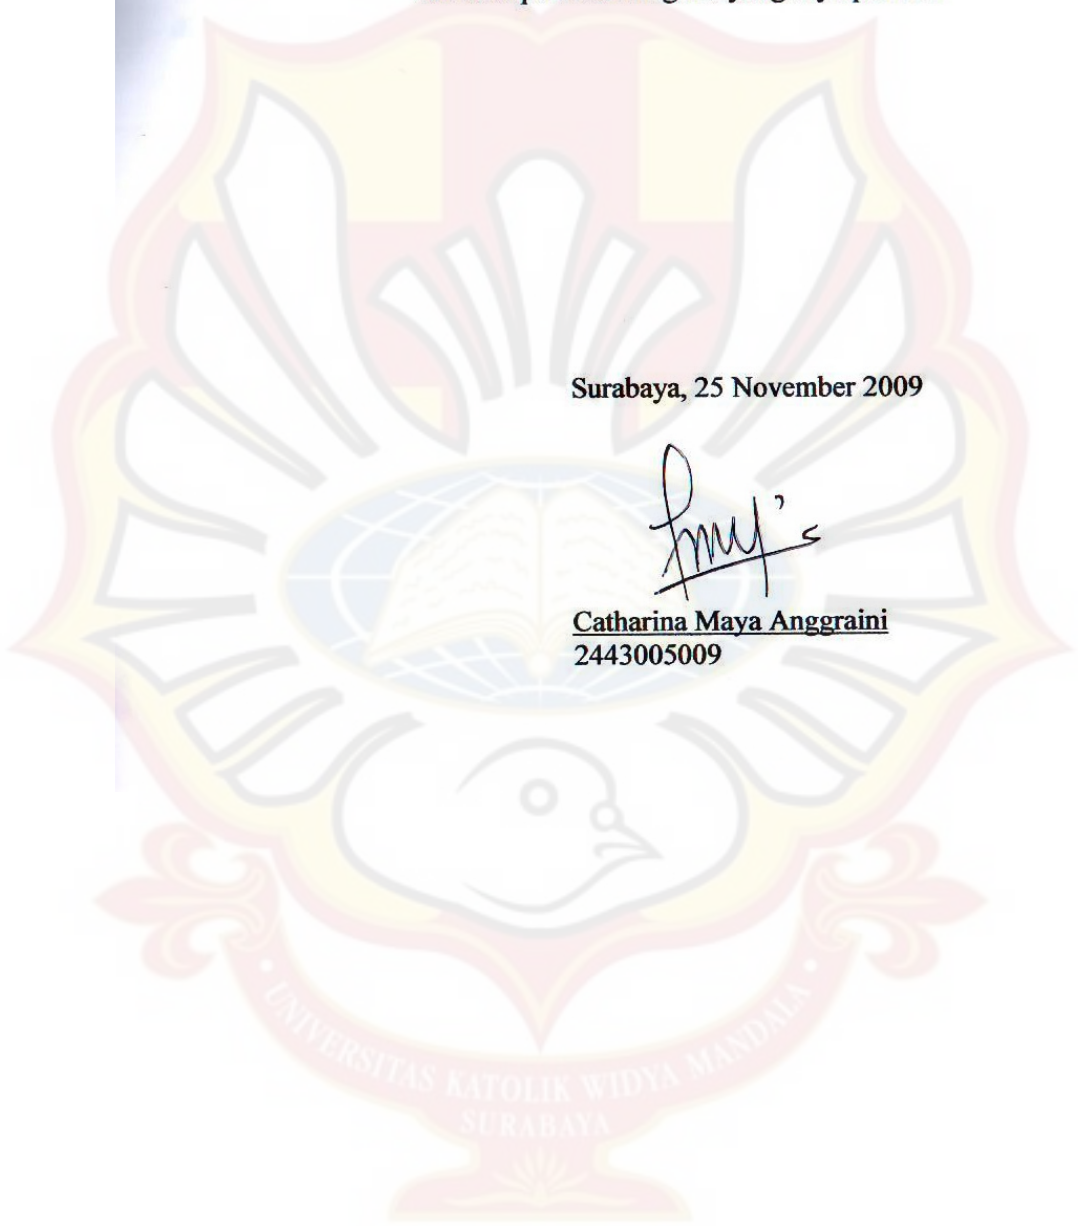 Surabaya, 25 November 2009
Catharina Maya Anggraini
2443005009
UNIVERSITAS KATOLIK WIDYA MANDALA
SURABAYA